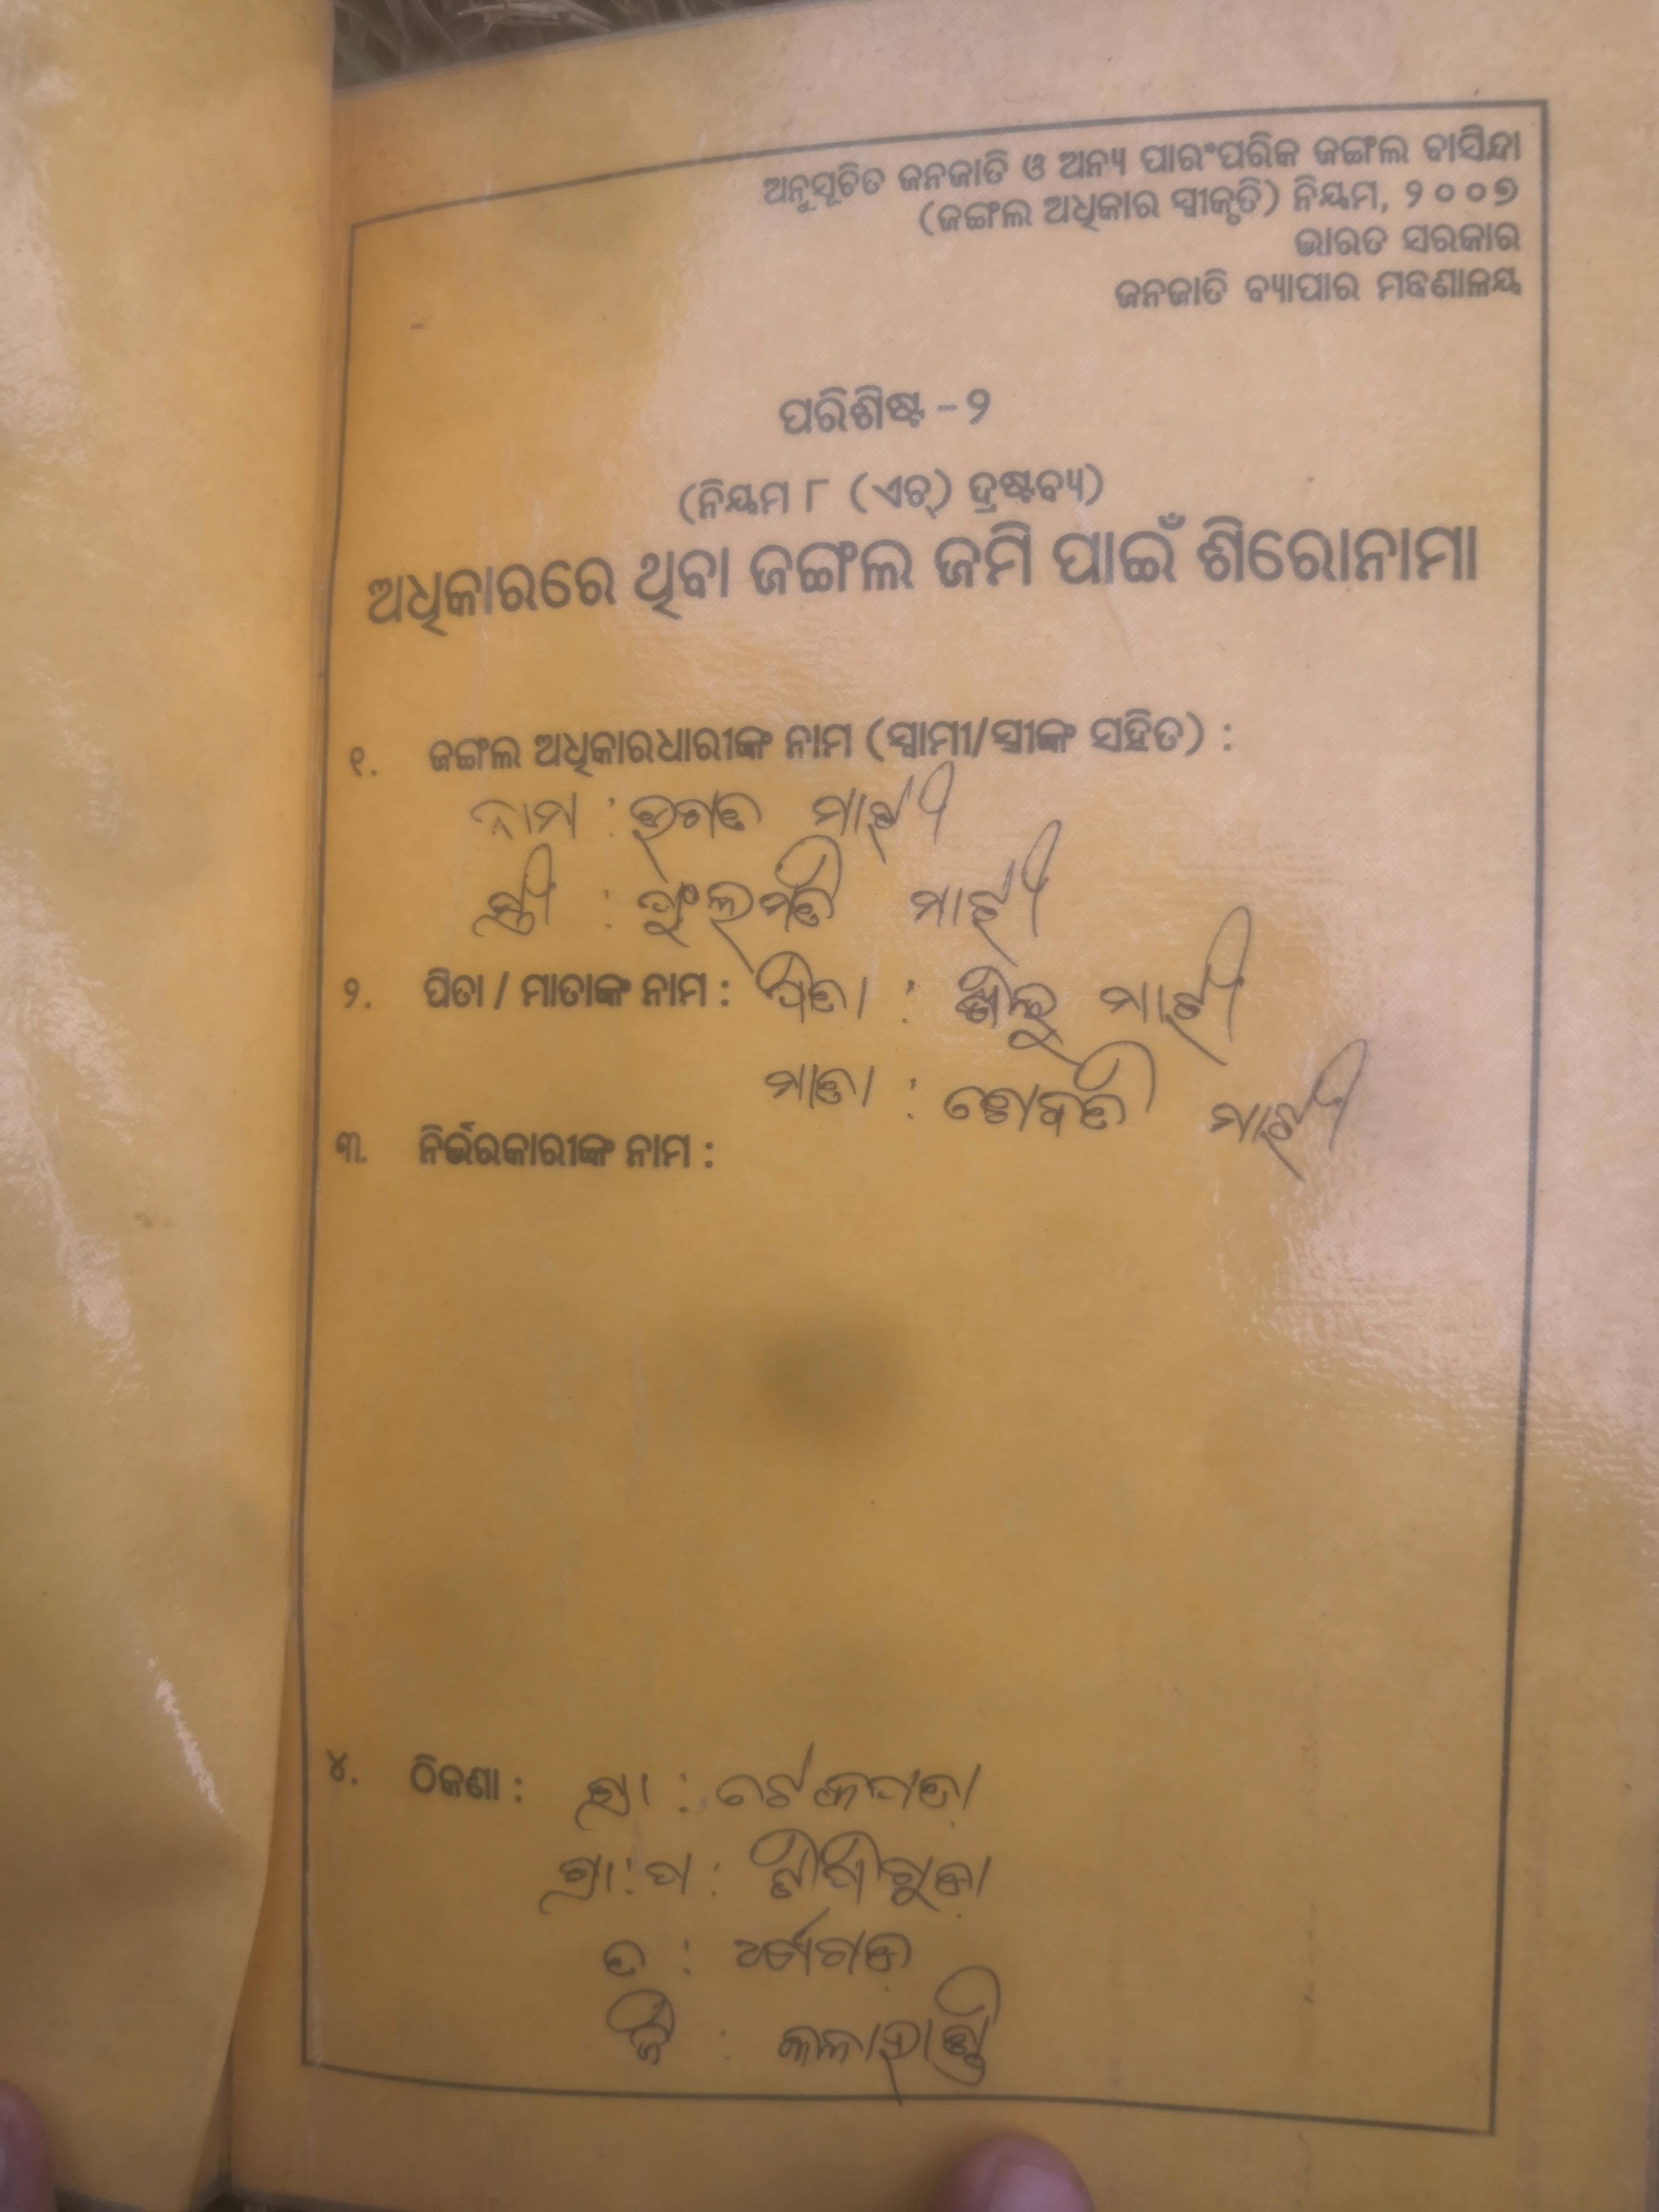 ଅନୁସୂଚିତ ଜନଜାତି ଓ ଅନ୍ୟ ପାରଂପରିକ ଜଙ୍ଗଲ ବାସିନ୍ଦା
(ଜଙ୍ଗଲ ଅଧିକାର ସ୍ୱୀକୃତି) ନିୟମ, ୨୦୦୭
ଭାରତ ସରକାର
ଜନଜାତି ବ୍ୟାପାର ମନ୍ତ୍ରଣାଳୟ
ପରିଶିଷ୍ଟ - ୨
(ନିୟମ ୮ (ଏଚ୍) ଦ୍ରଷ୍ଟବ୍ୟ)
ଅଧିକାରରେ ଥିବା ଜଙ୍ଗଲ ଜମି ପାଇଁ ଶିରୋନାମା
୧. ଜଙ୍ଗଲ ଅଧିକାରଧାରୀଙ୍କ ନାମ (ସ୍ୱାମୀ/ସ୍ତ୍ରୀଙ୍କ ସହିତ) :
ନାମ : ଭଗତ ମାଝୀ
ସ୍ତ୍ରୀ : ମାଝୀ
୨. ପିତା / ମାତାଙ୍କ ନାମ : ପିତା : ମାଝୀ
ମାତା : ମାଝୀ
୩. ନିର୍ଭରକାରୀଙ୍କ ନାମ :
୪. ଠିକଣା : ଗ୍ରା :
ଗ୍ରା : ପ :
ତ :
ଜି : କଳାହାଣ୍ଡି